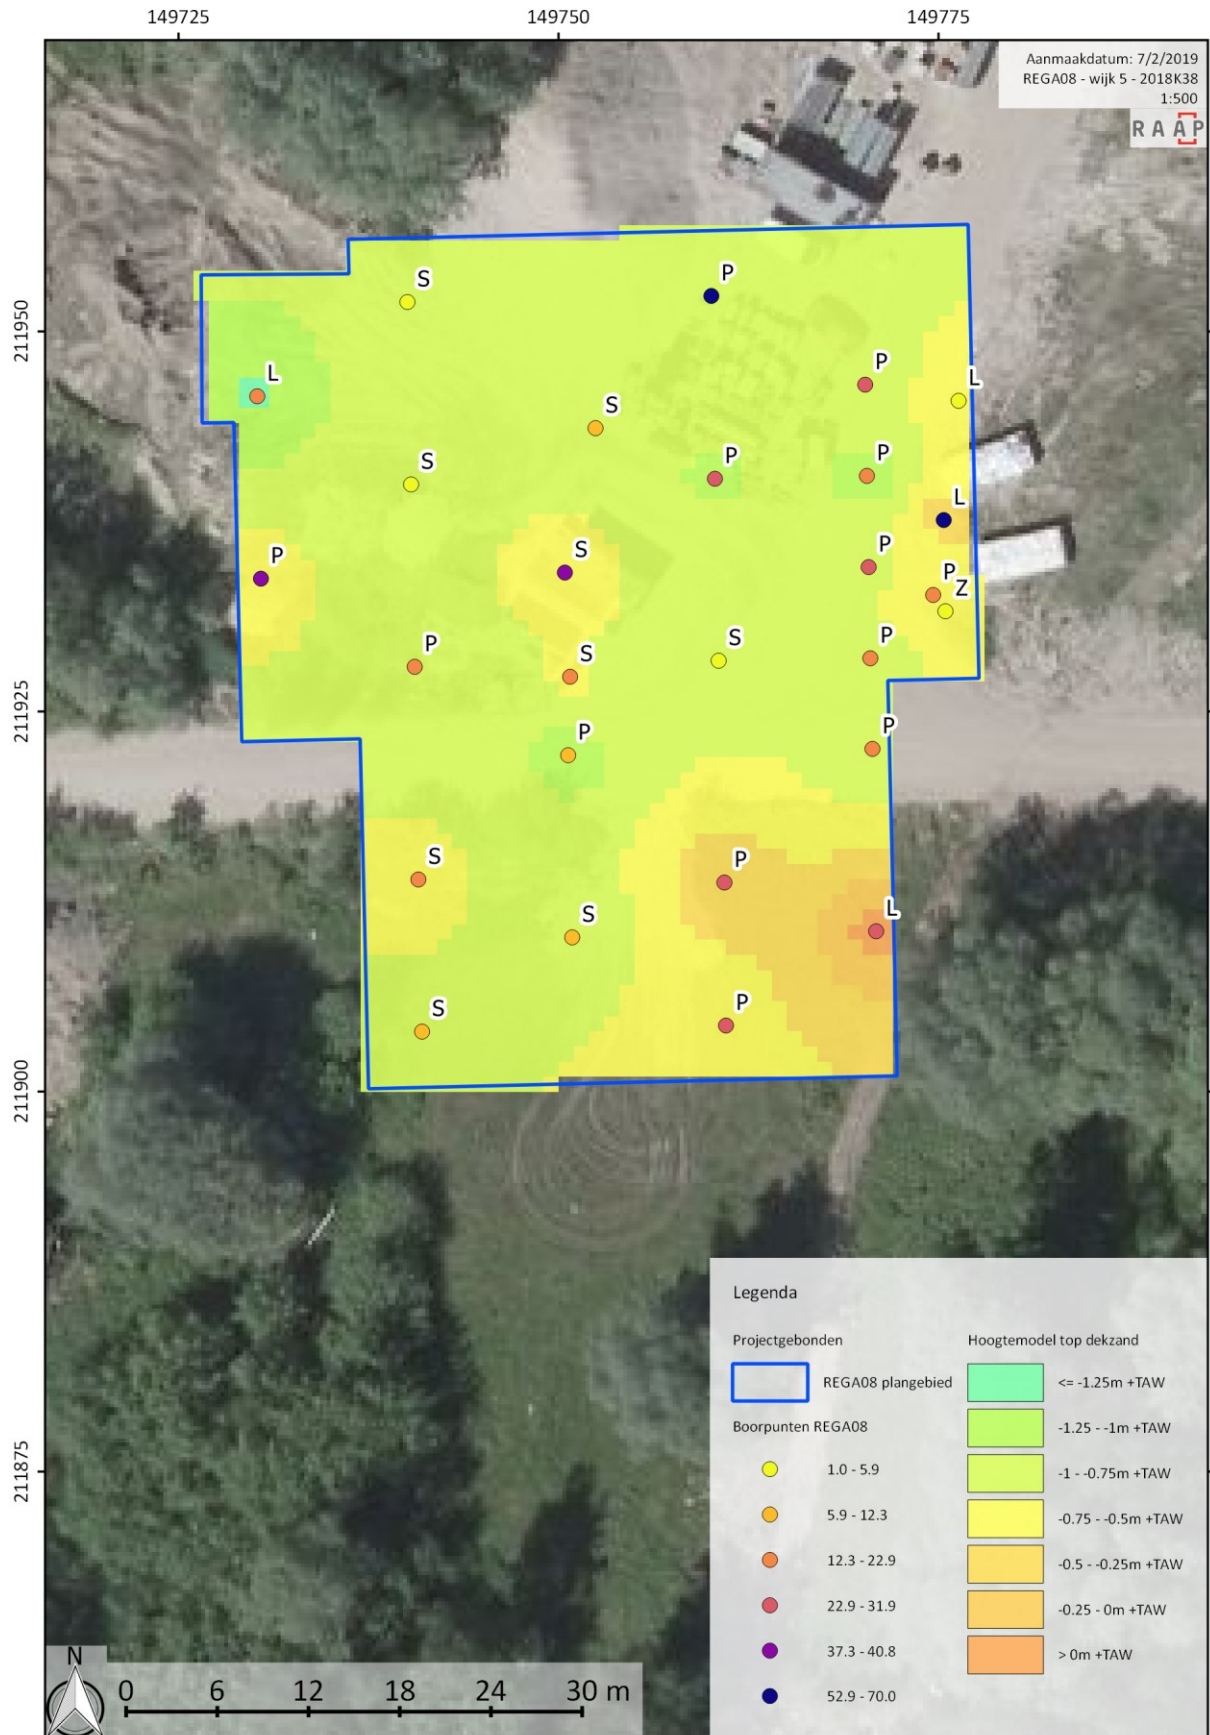 149725 149750 149775
Aanmaakdatum: 7/2/2019
REGA08 - wijk 5 - 2018K38
1:500
RAAP
211950
211925
211900
211875
S
P
P
L
L
S
P
P
S
L
S
P
P
P
Z
S
P
P
S
P
P
S
P
S
L
S
P
Legenda
Projectgebonden
REGA08 plangebied
Boorpunten REGA08
1.0 - 5.9
5.9 - 12.3
12.3 - 22.9
22.9 - 31.9
37.3 - 40.8
52.9 - 70.0
Hoogtemodel top dekzand
<= -1.25m +TAW
-1.25 - -1m +TAW
-1 - -0.75m +TAW
-0.75 - -0.5m +TAW
-0.5 - -0.25m +TAW
-0.25 - 0m +TAW
> 0m +TAW
N
0 6 12 18 24 30 m